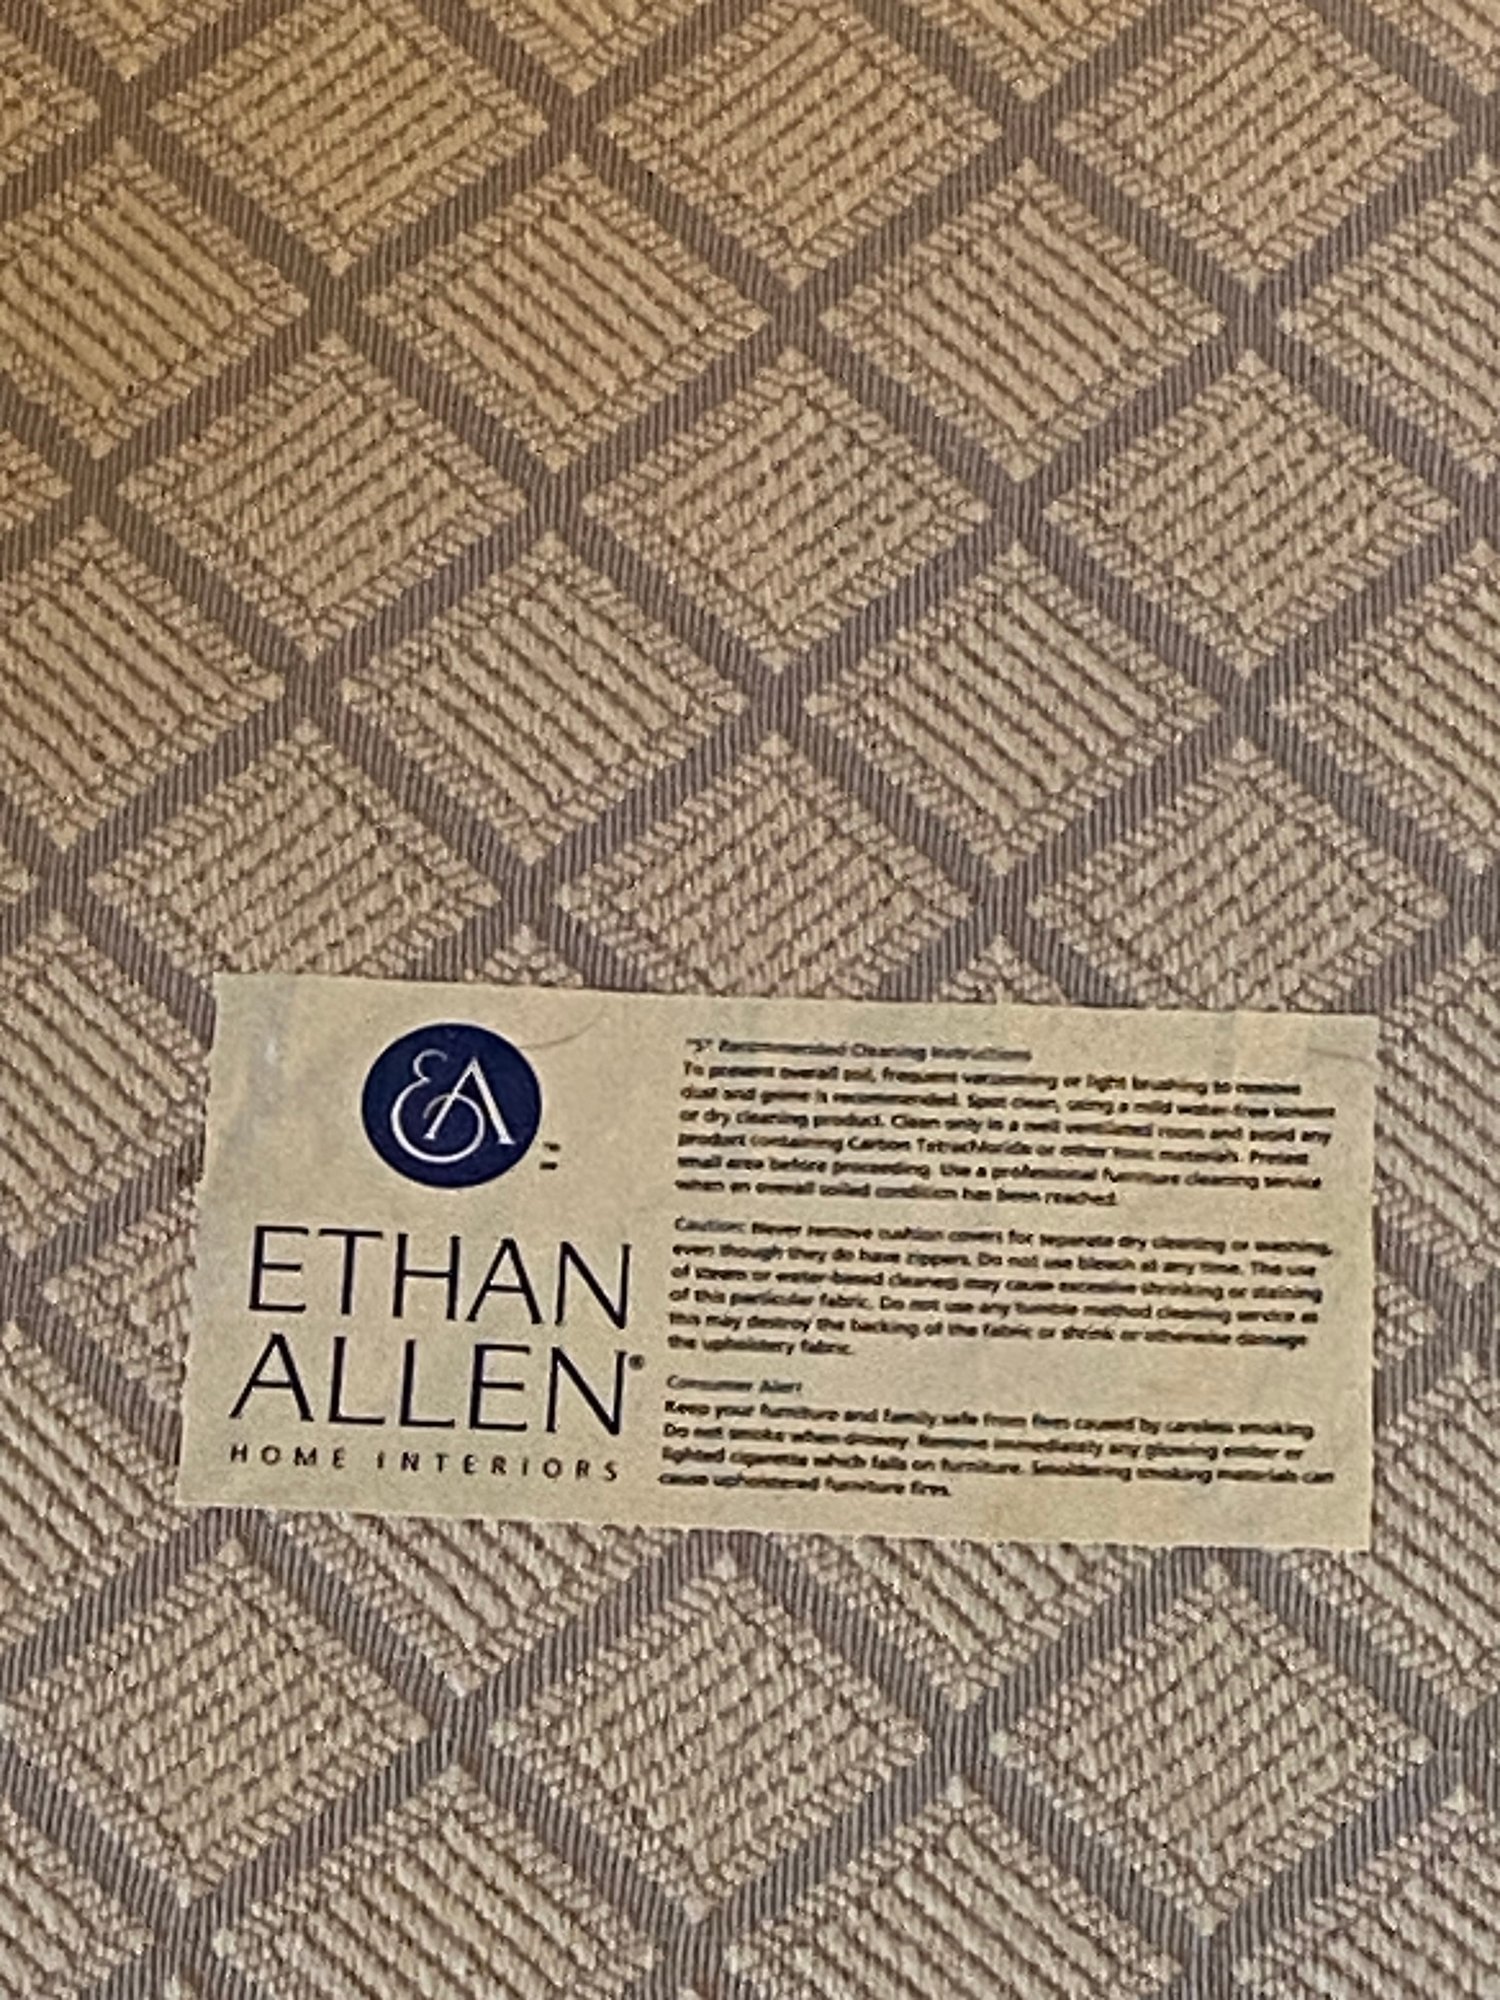 EA
ETHAN
ALLEN®
HOME INTERIORS
"S" Recommended Cleaning Instructions
To prevent overall soil, frequent vacuuming or light brushing to remove
dust and grime is recommended. Spot clean, using a mild water-free solvent
or dry cleaning product. Clean only in a well ventilated room and avoid any
product containing Carbon Tetrachloride or other toxic materials. Pretest
small area before proceeding. Use a professional furniture cleaning service
when an overall soiled condition has been reached.
Caution: Never remove cushion covers for separate dry cleaning or washing,
even though they do have zippers. Do not use bleach at any time. The use
of steam or water-based cleaners may cause excessive shrinking or staining
of this particular fabric. Do not use any tumble method cleaning service as
this may destroy the backing of the fabric or shrink or otherwise damage
the upholstery fabric.
Consumer Alert
Keep your furniture and family safe from fires caused by careless smoking.
Do not smoke when drowsy. Remove immediately any glowing ember or
lighted cigarette which falls on furniture. Smoldering smoking materials can
cause upholstered furniture fires.